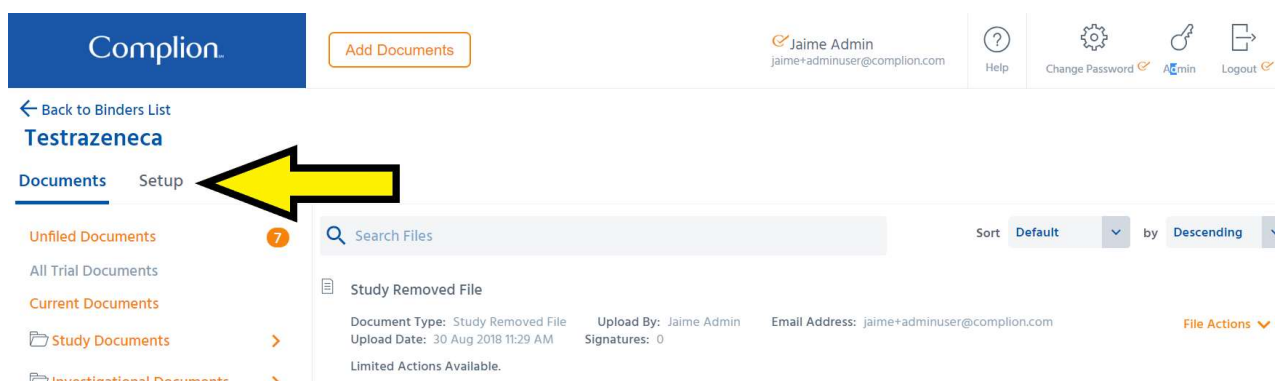 Complion
Add Documents
Jaime Admin
jaime+adminuser@complion.com
Help
Change Password
Admin
Logout
Back to Binders List
Testrazeneca
Documents Setup
Unfiled Documents 7
All Trial Documents
Current Documents
Study Documents
Investigational Documents
Search Files
Sort Default by Descending
Study Removed File
Document Type: Study Removed File Upload By: Jaime Admin Email Address: jaime+adminuser@complion.com
Upload Date: 30 Aug 2018 11:29 AM Signatures: 0
File Actions
Limited Actions Available.